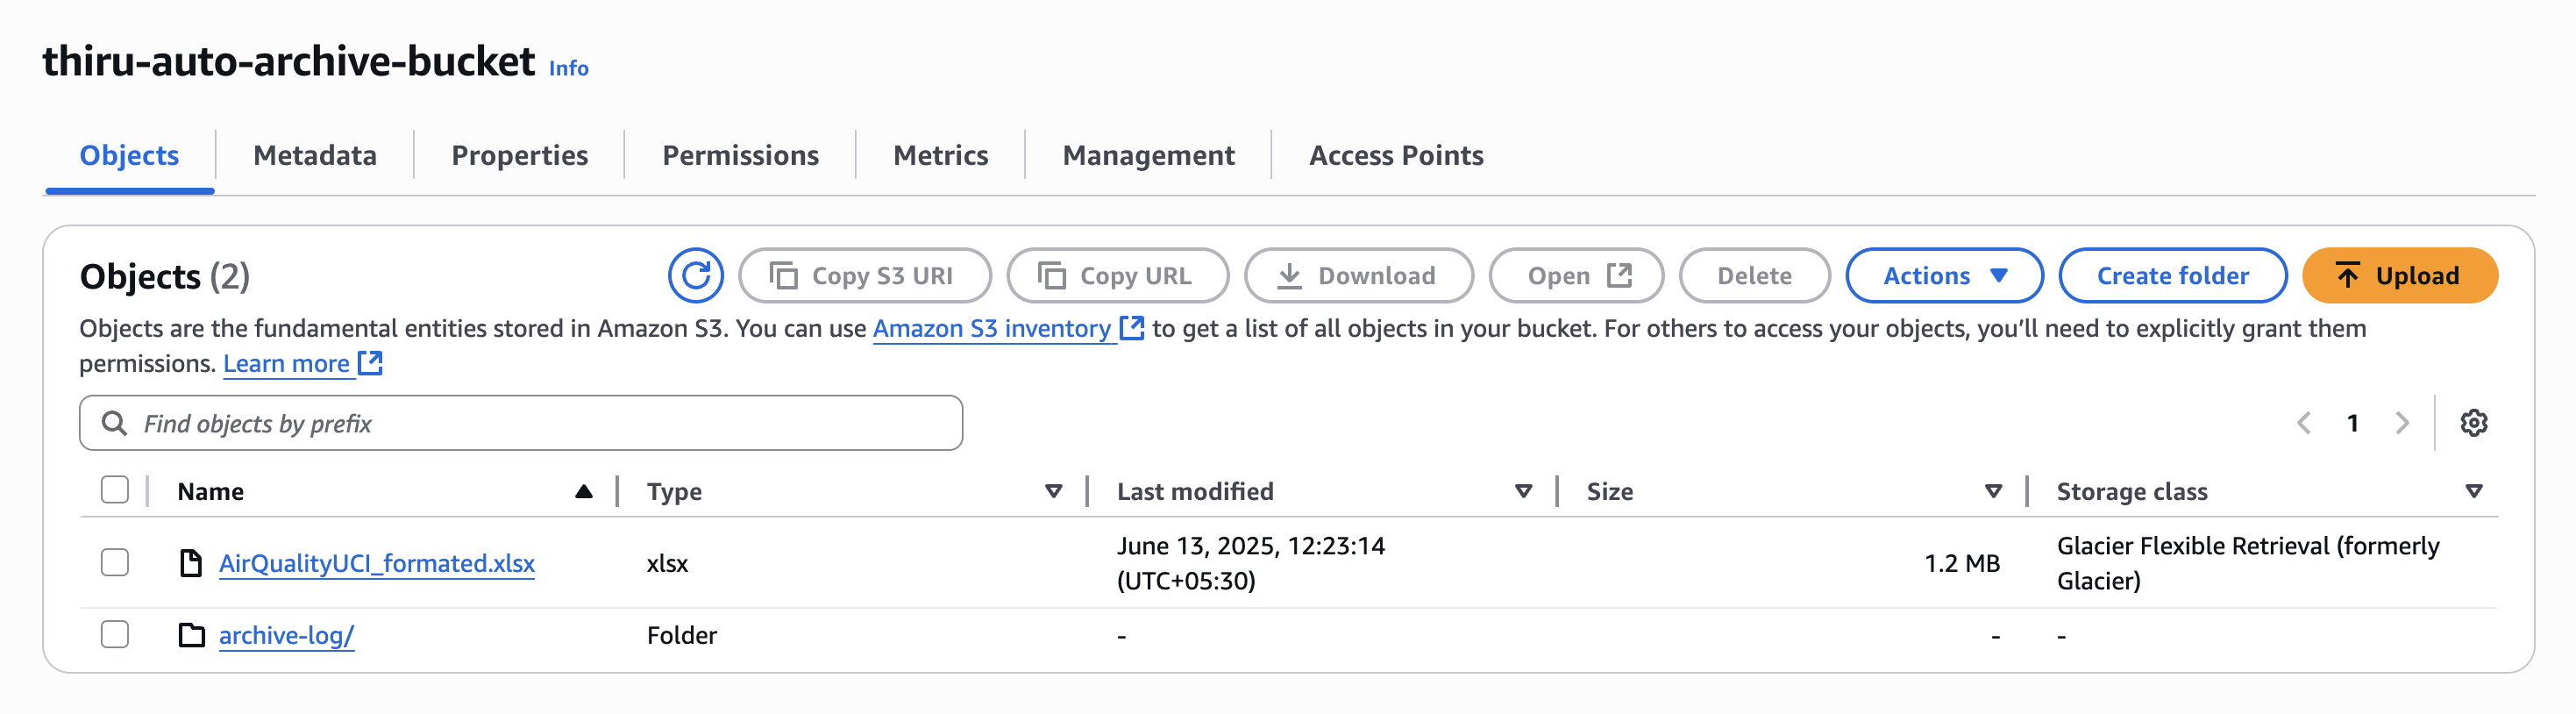 thiru-auto-archive-bucket Info
Objects Metadata Properties Permissions Metrics Management Access Points
Objects (2) Copy S3 URI Copy URL Download Open Delete Actions Create folder Upload
Objects are the fundamental entities stored in Amazon S3. You can use Amazon S3 inventory to get a list of all objects in your bucket. For others to access your objects, you’ll need to explicitly grant them
permissions. Learn more
Find objects by prefix 1
Name Type Last modified Size Storage class
AirQualityUCI_formated.xlsx xlsx June 13, 2025, 12:23:14 1.2 MB Glacier Flexible Retrieval (formerly
(UTC+05:30) Glacier)
archive-log/ Folder - - -